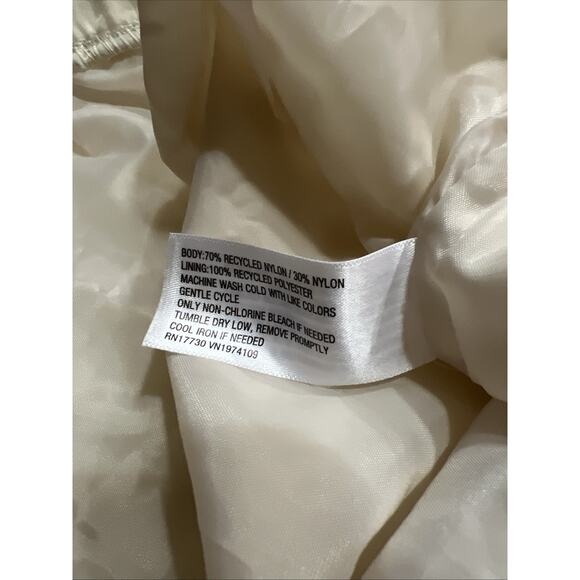 BODY:70% RECYCLED NYLON / 30% NYLON
LINING:100% RECYCLED POLYESTER
MACHINE WASH COLD WITH LIKE COLORS
GENTLE CYCLE
ONLY NON-CHLORINE BLEACH IF NEEDED
TUMBLE DRY LOW, REMOVE PROMPTLY
COOL IRON IF NEEDED
RN17730 VN1974109